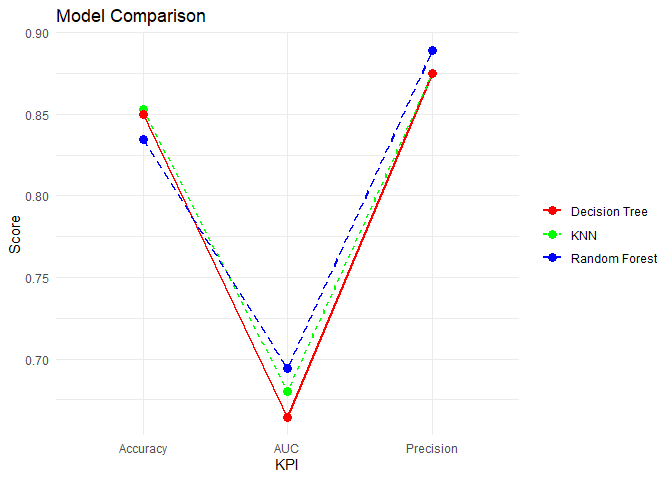 Model Comparison
0.90
0.85
0.80
0.75
0.70
Score
Accuracy
AUC
Precision
KPI
Decision Tree
KNN
Random Forest